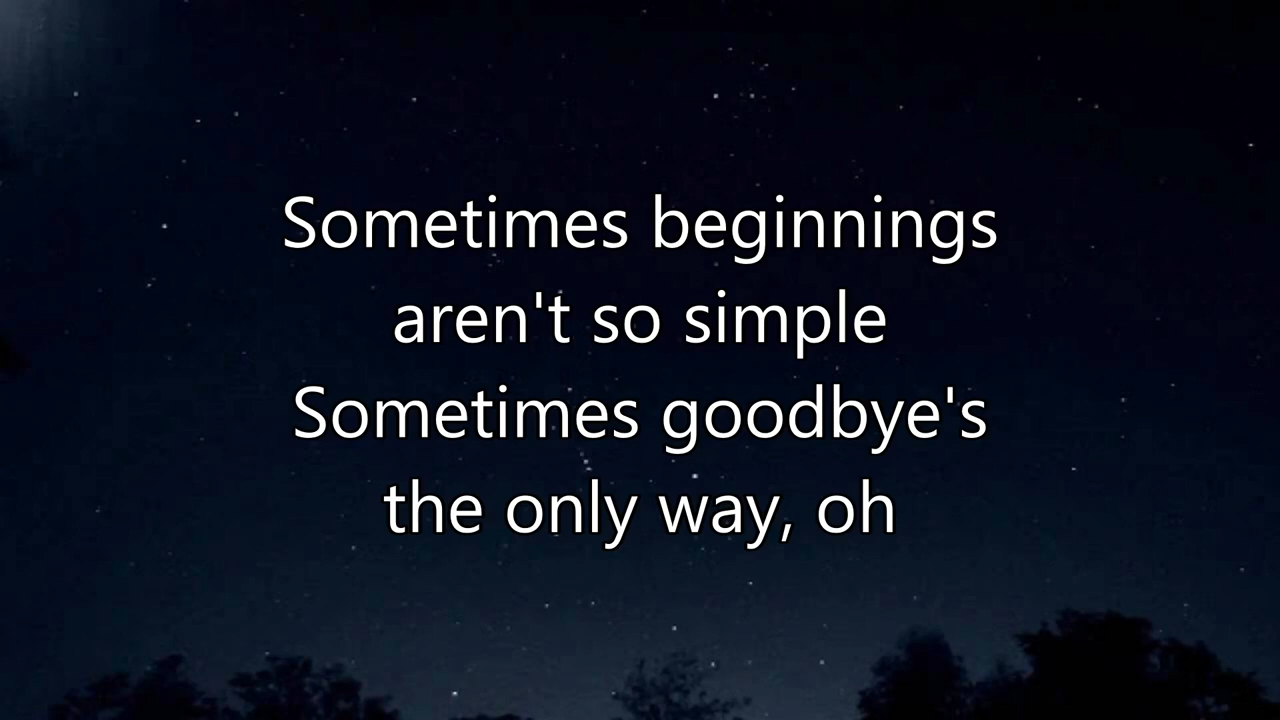 Sometimes beginnings
aren't so simple
Sometimes goodbye's
the only way, oh